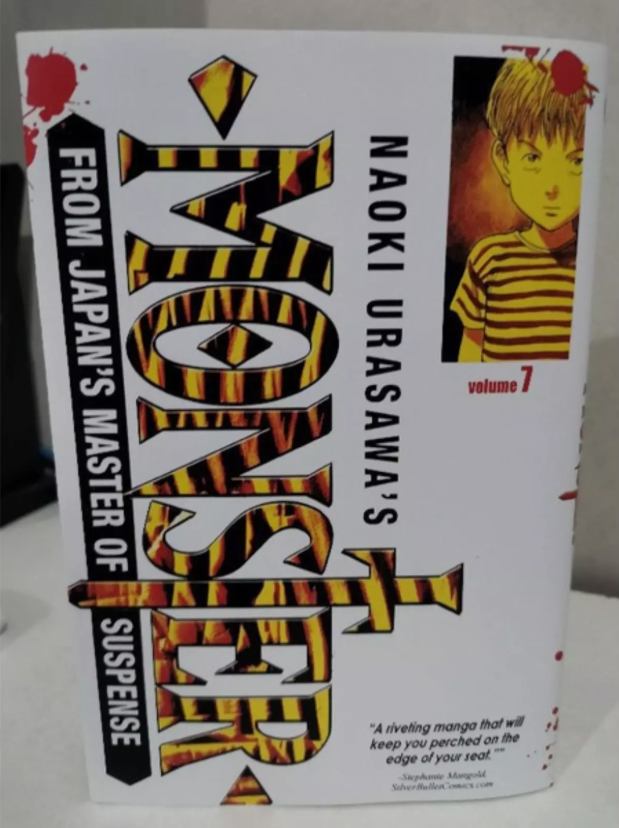 NAOKI URASAWA'S
MONSTER
FROM JAPAN'S MASTER OF SUSPENSE
volume 7
"A riveting manga that will
keep you perched on the
edge of your seat."
-Stephanie Mangold,
SilverBulletComics.com